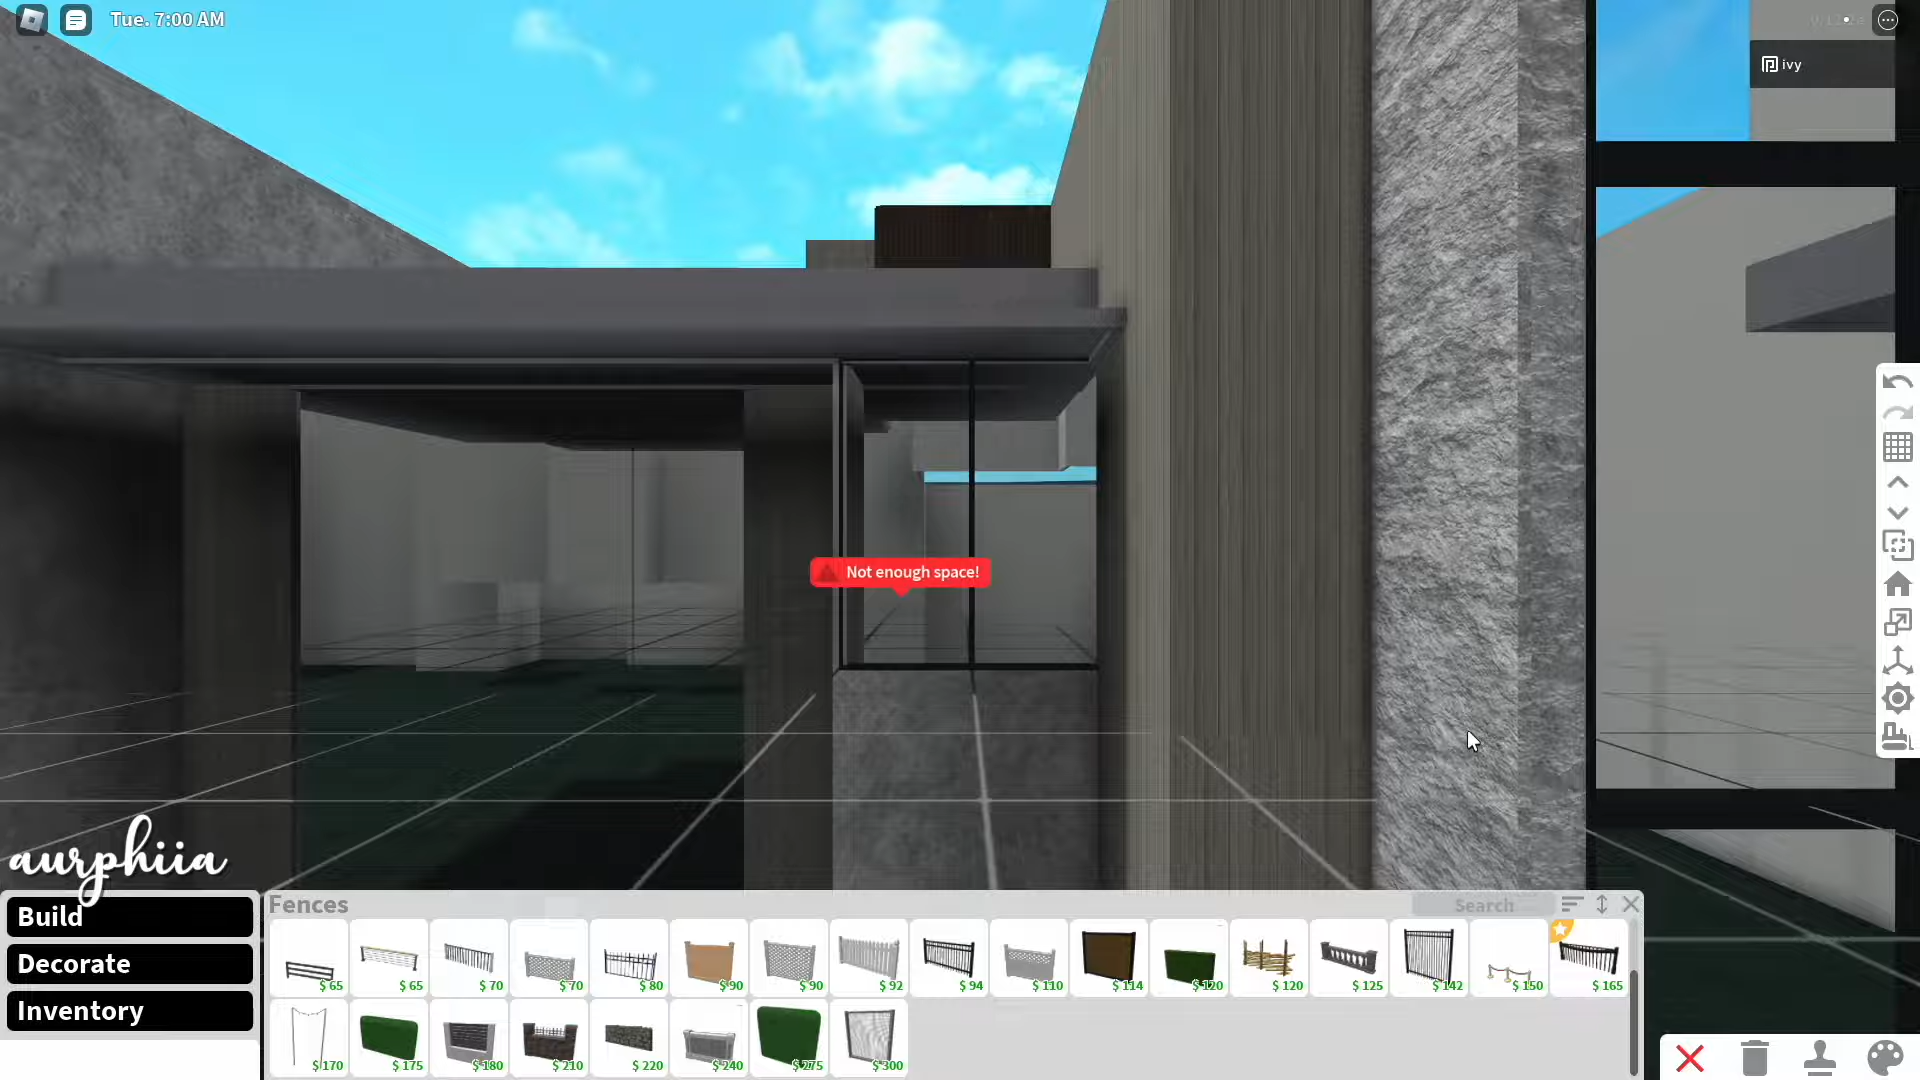 Tue. 7:00 AM
ivy
Not enough space!
aurphiia
Build
Decorate
Inventory
Fences
Search
$ 65
$ 65
$ 70
$ 70
$ 80
$ 90
$ 90
$ 92
$ 94
$ 110
$ 114
$ 120
$ 120
$ 125
$ 142
$ 150
$ 165
$ 170
$ 175
$ 180
$ 210
$ 220
$ 240
$ 275
$ 300